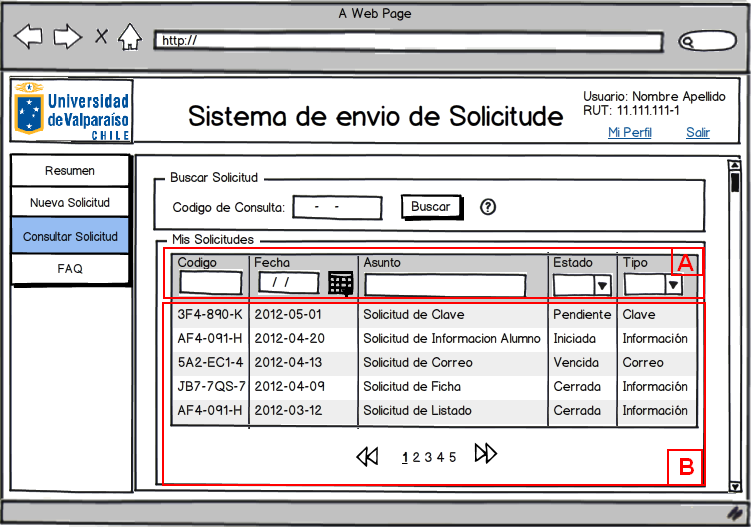 A Web Page
http://
Universidad
de Valparaíso
CHILE
Sistema de envio de Solicitude
Usuario: Nombre Apellido
RUT: 11.111.111-1
Mi Perfil Salir
Resumen
Nueva Solicitud
Consultar Solicitud
FAQ
Buscar Solicitud
Codigo de Consulta: - - Buscar ?
Mis Solicitudes
A
Codigo Fecha Asunto Estado Tipo
/ /
3F4-890-K 2012-05-01 Solicitud de Clave Pendiente Clave
AF4-091-H 2012-04-20 Solicitud de Informacion Alumno Iniciada Información
5A2-EC1-4 2012-04-13 Solicitud de Correo Vencida Correo
JB7-7QS-7 2012-04-09 Solicitud de Ficha Cerrada Información
AF4-091-H 2012-03-12 Solicitud de Listado Cerrada Información
1 2 3 4 5
B